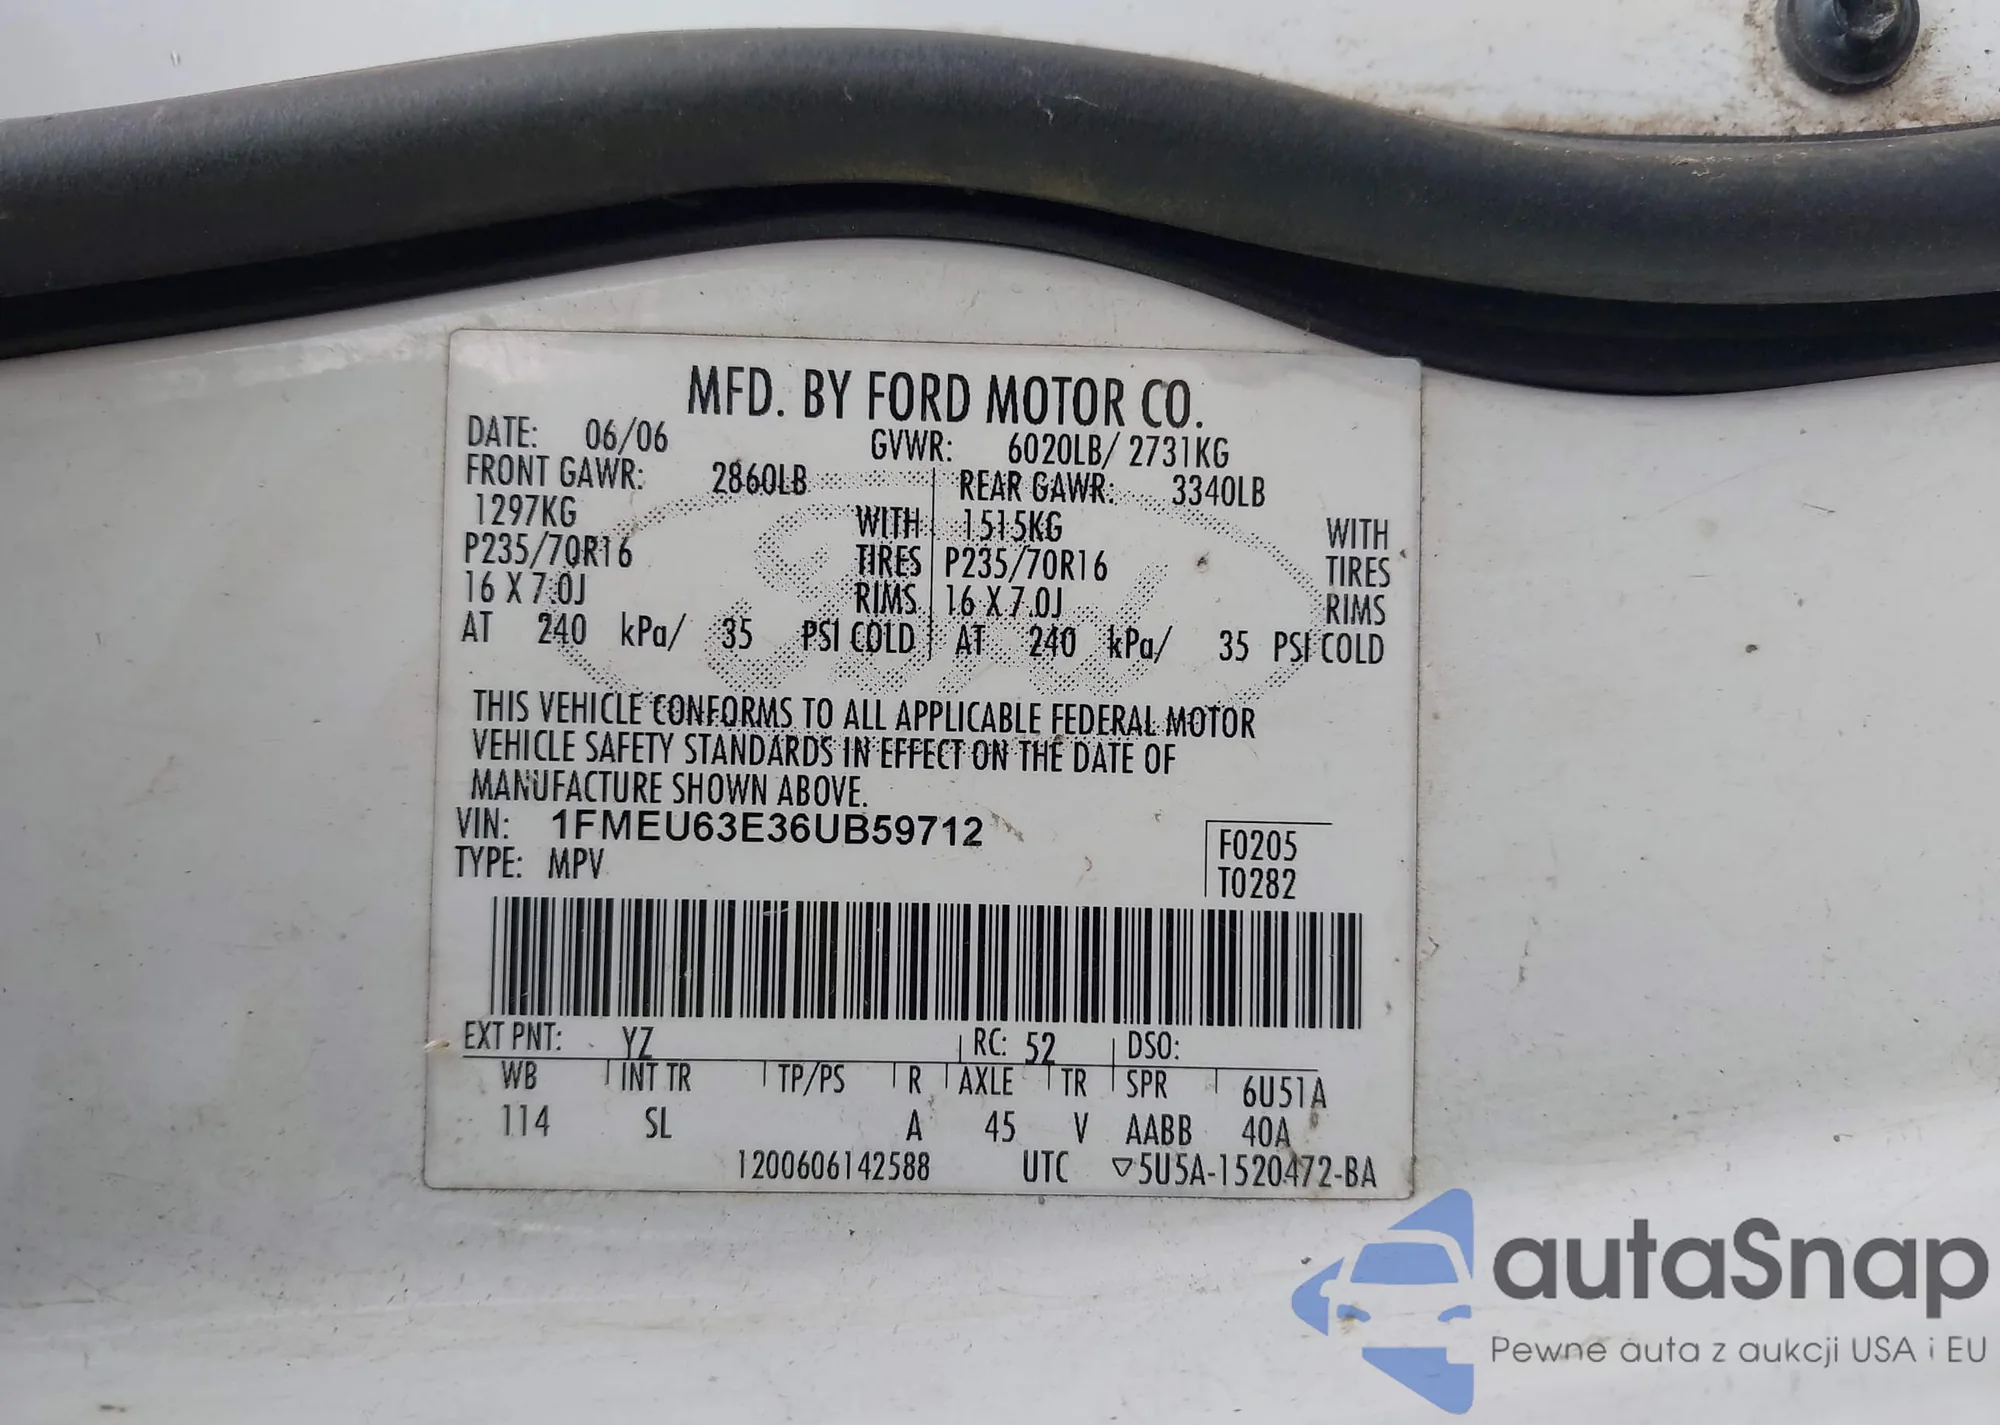 MFD. BY FORD MOTOR CO.
DATE: 06/06 GVWR: 6020LB/ 2731KG
FRONT GAWR: 2860LB REAR GAWR: 3340LB
1297KG WITH 1515KG WITH
P235/70R16 TIRES P235/70R16 TIRES
16 X 7.0J RIMS 16 X 7.0J RIMS
AT 240 kPa/ 35 PSI COLD AT 240 kPa/ 35 PSI COLD
THIS VEHICLE CONFORMS TO ALL APPLICABLE FEDERAL MOTOR
VEHICLE SAFETY STANDARDS IN EFFECT ON THE DATE OF
MANUFACTURE SHOWN ABOVE.
VIN: 1FMEU63E36UB59712
TYPE: MPV
F0205
T0282
EXT PNT: YZ RC: 52 DSO:
WB INT TR TP/PS R AXLE TR SPR 6U51A
114 SL A 45 V AABB 40A
1200606142588 UTC ▽5U5A-1520472-BA
autaSnap
Pewne auta z aukcji USA i EU